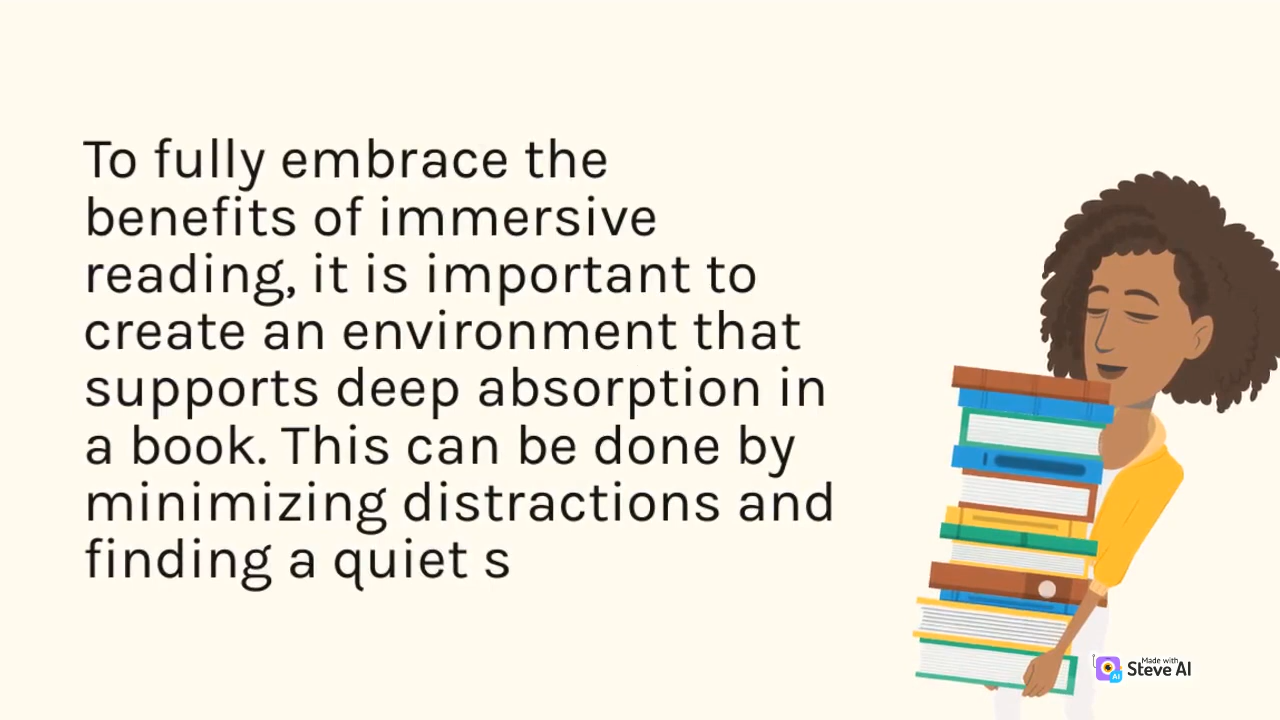 To fully embrace the
benefits of immersive
reading, it is important to
create an environment that
supports deep absorption in
a book. This can be done by
minimizing distractions and
finding a quiet s
Made with
Steve AI
AI